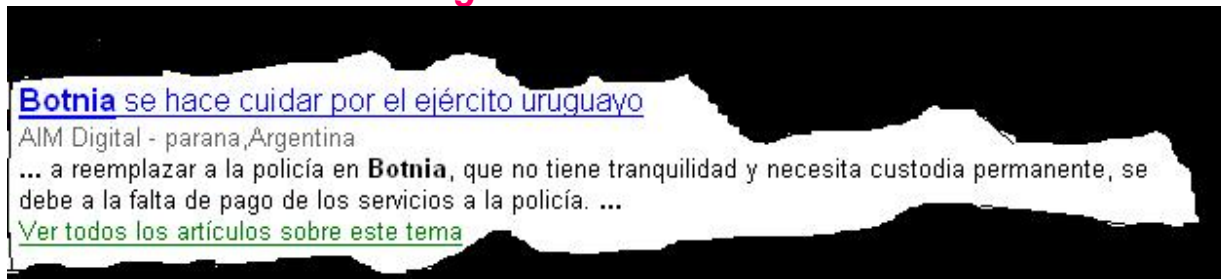 Botnia se hace cuidar por el ejército uruguayo
AIM Digital - parana,Argentina
... a reemplazar a la policía en Botnia, que no tiene tranquilidad y necesita custodia permanente, se
debe a la falta de pago de los servicios a la policía. ...
Ver todos los artículos sobre este tema